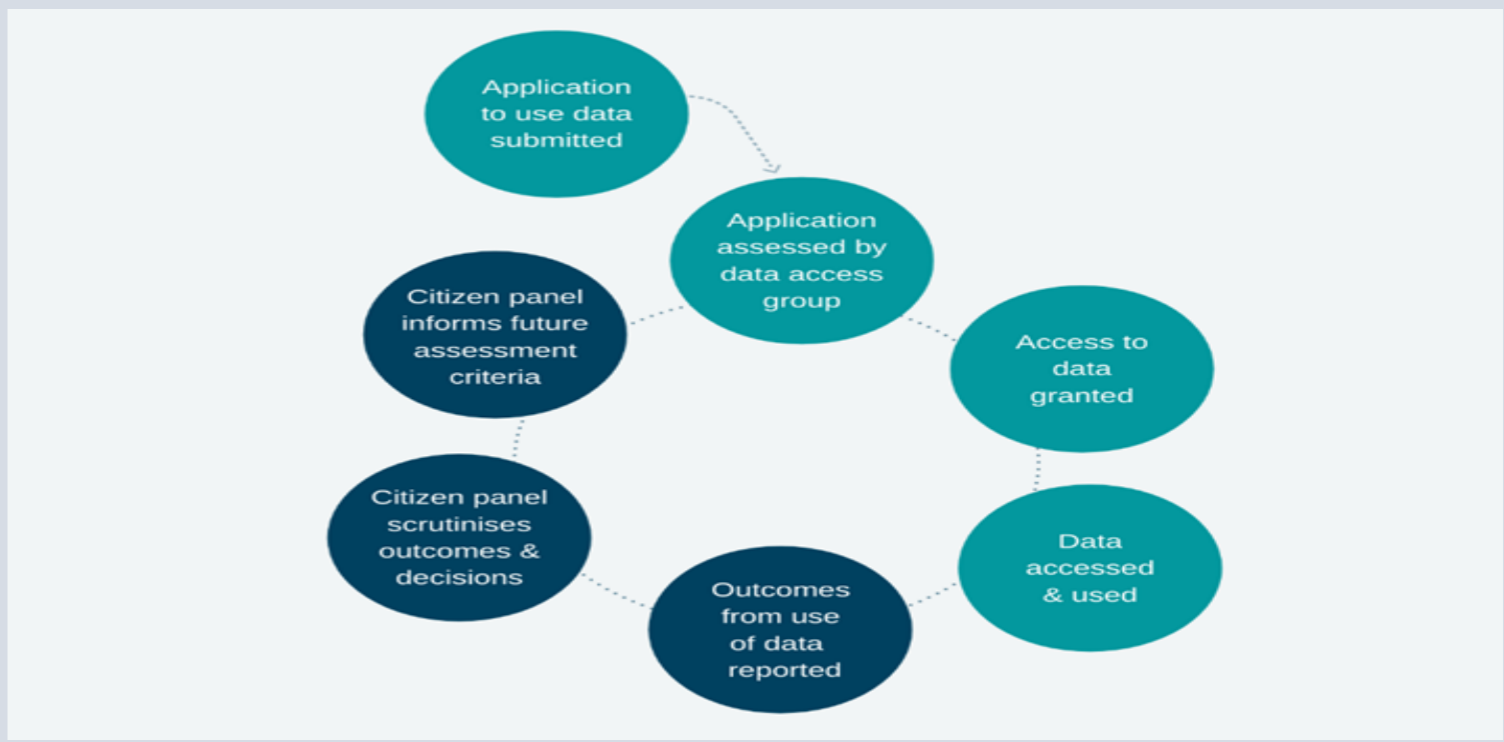 Application
to use data
submitted
Application
assessed by
data access
group
Access to
data
granted
Data
accessed
& used
Outcomes
from use
of data
reported
Citizen panel
scrutinises
outcomes &
decisions
Citizen panel
informs future
assessment
criteria